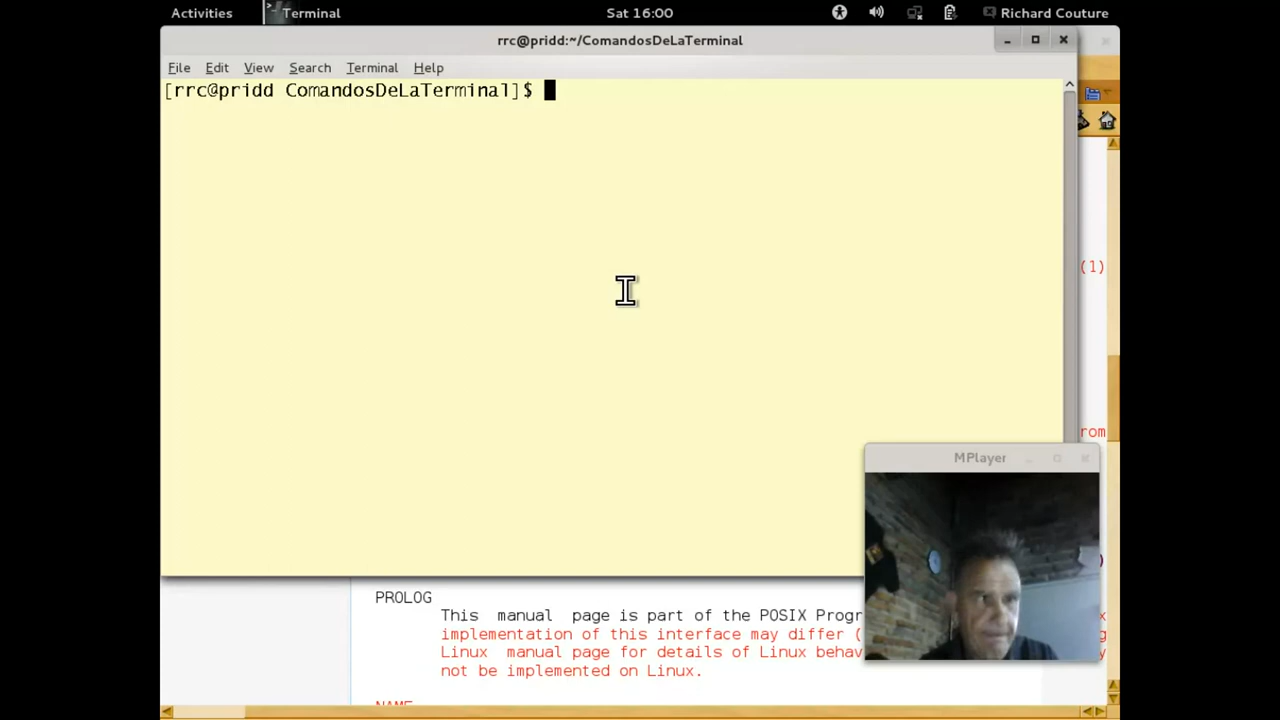 Activities Terminal Sat 16:00 Richard Couture
rrc@pridd:~/ComandosDeLaTerminal
File Edit View Search Terminal Help
[rrc@pridd ComandosDeLaTerminal]$
(1)
rom
MPlayer
)
PROLOG
This manual page is part of the POSIX Progr
implementation of this interface may differ (
Linux manual page for details of Linux behav
not be implemented on Linux.